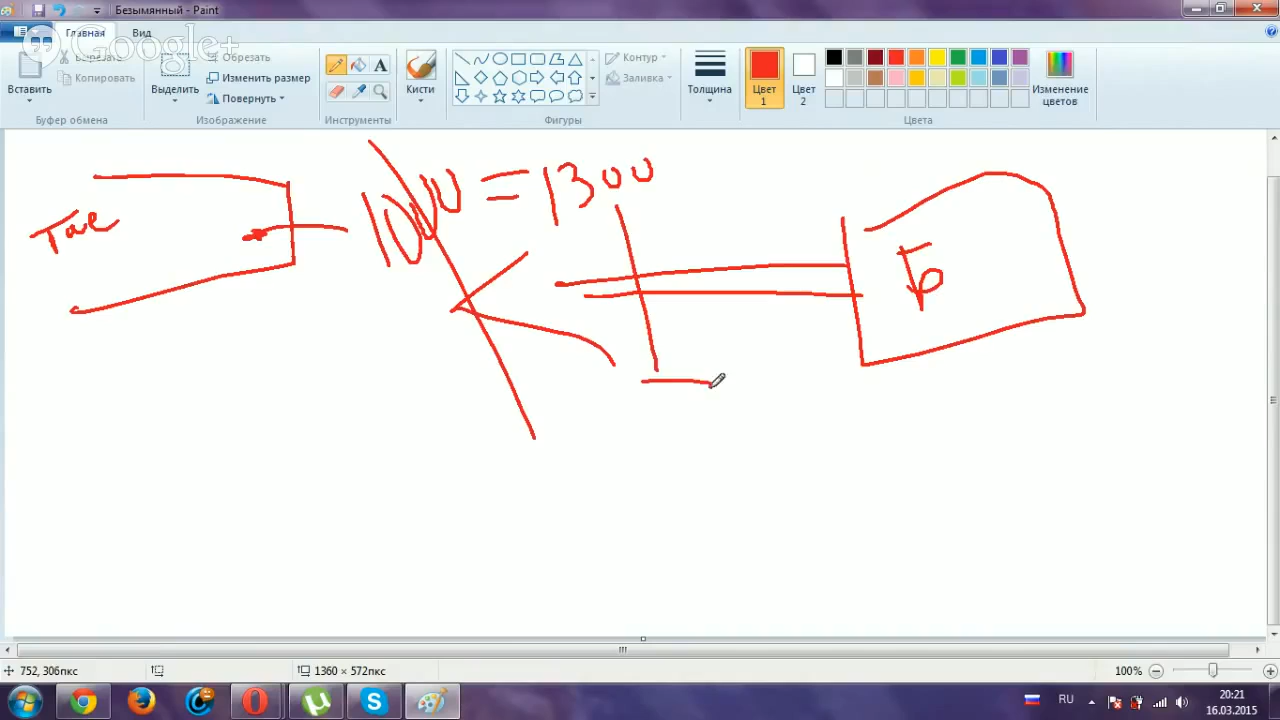 Безымянный - Paint
Главная
Вид
Google+
Вставить
Вырезать
Копировать
Буфер обмена
Выделить
Обрезать
Изменить размер
Повернуть
Изображение
A
Инструменты
Кисти
Контур
Заливка
Фигуры
Толщина
Цвет 1
Цвет 2
Изменение цветов
Цвета
1000 = 1300
752, 306пкс
1360 × 572пкс
100%
RU
20:21
16.03.2015